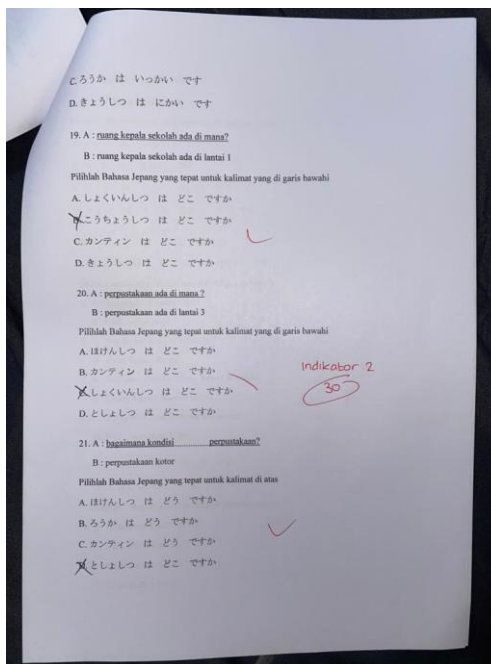 C. ろうか は いっかい です
D. きょうしつ は にかい です
19. A : ruang kepala sekolah ada di mana?
B : ruang kepala sekolah ada di lantai 1
Pilihlah Bahasa Jepang yang tepat untuk kalimat yang di garis bawahi
A. しょくいんしつ は どこ ですか
B. こうちょうしつ は どこ ですか
C. カンティン は どこ ですか
D. きょうしつ は どこ ですか
20. A : perpustakaan ada di mana ?
B : perpustakaan ada di lantai 3
Pilihlah Bahasa Jepang yang tepat untuk kalimat yang di garis bawahi
A. ほけんしつ は どこ ですか
B. カンティン は どこ ですか
C. しょくいんしつ は どこ ですか
D. としょしつ は どこ ですか
Indikabor 2
30
21. A : bagaimana kondisi ............... perpustakaan?
B : perpustakaan kotor
Pilihlah Bahasa Jepang yang tepat untuk kalimat di atas
A. ほけんしつ は どう ですか
B. ろうか は どう ですか
C. カンティン は どう ですか
D. としょしつ は どこ ですか